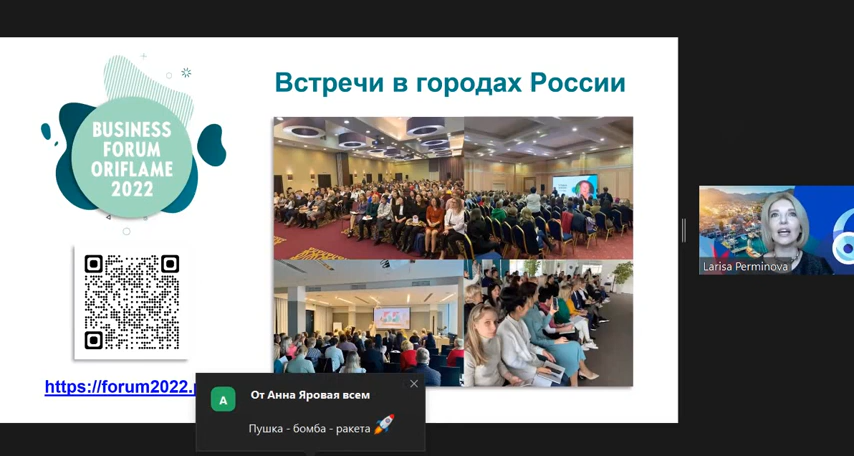 Встречи в городах России
BUSINESS
FORUM
ORIFLAME
2022
https://forum2022.
Larisa Perminova
A
От Анна Яровая всем
Пушка - бомба - ракета 🚀